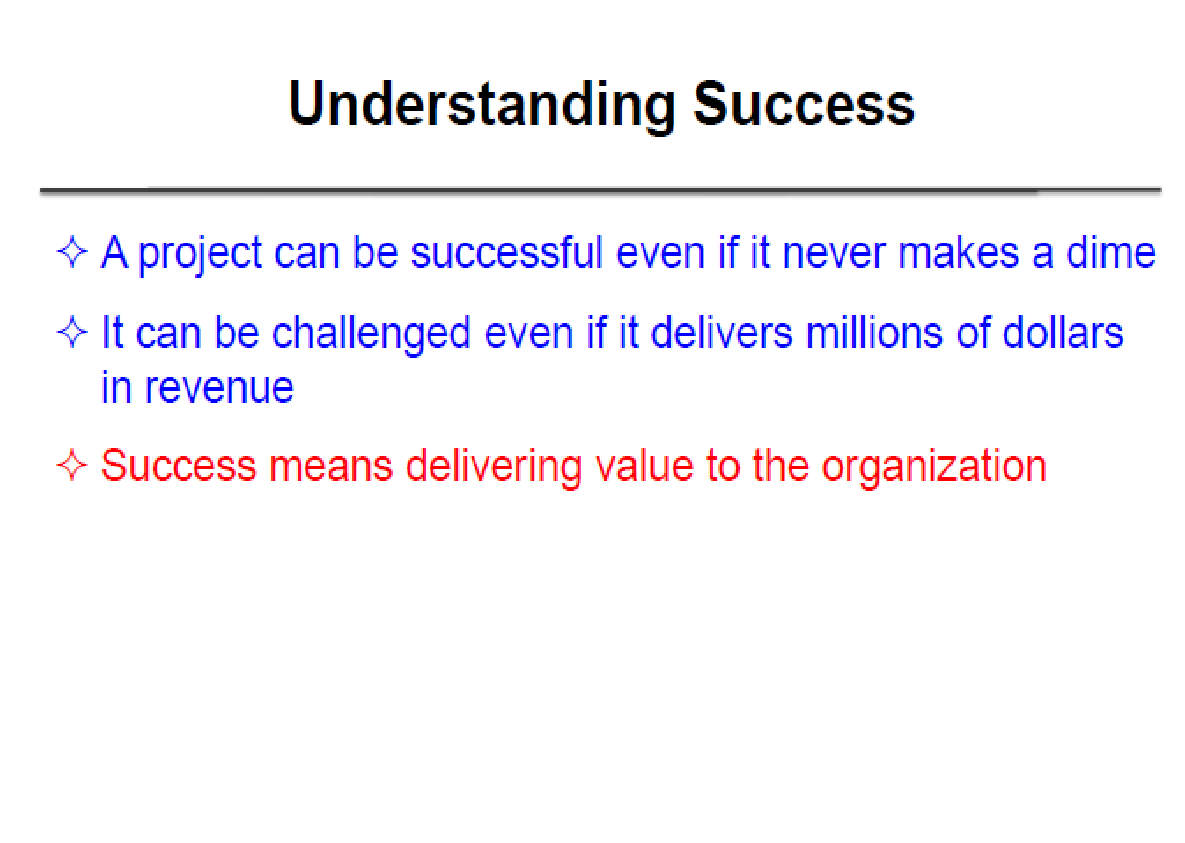 Understanding Success
✧ A project can be successful even if it never makes a dime
✧ It can be challenged even if it delivers millions of dollars
in revenue
✧ Success means delivering value to the organization